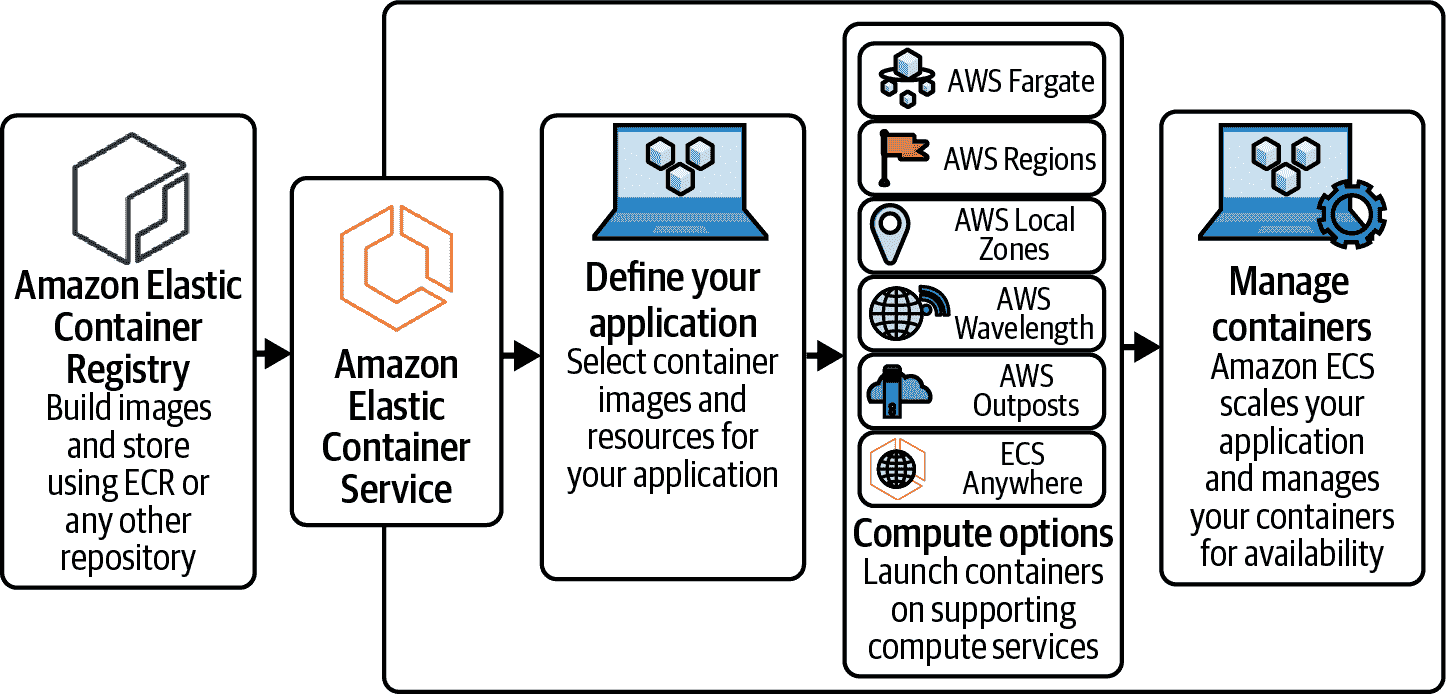 Amazon Elastic
Container
Registry
Build images
and store
using ECR or
any other
repository
Amazon
Elastic
Container
Service
Define your
application
Select container
images and
resources for
your application
AWS Fargate
AWS Regions
AWS Local
Zones
AWS
Wavelength
AWS
Outposts
ECS
Anywhere
Compute options
Launch containers
on supporting
compute services
Manage
containers
Amazon ECS
scales your
application
and manages
your containers
for availability